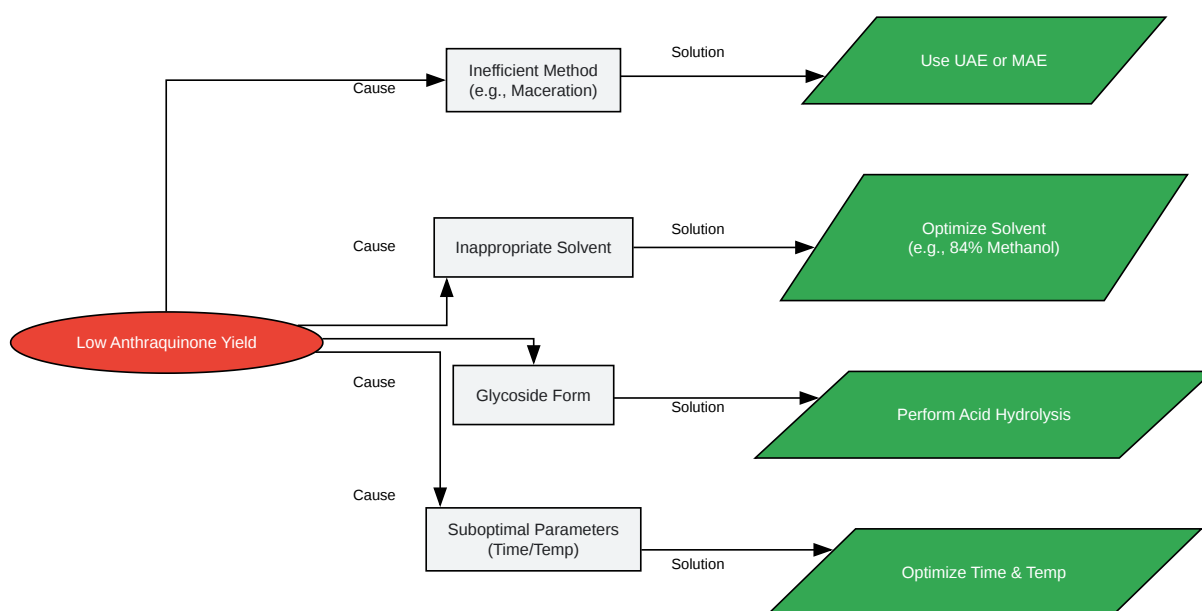 Inefficient Method
(e.g., Maceration)
Cause
Solution
Use UAE or MAE
Cause
Inappropriate Solvent
Solution
Optimize Solvent
(e.g., 84% Methanol)
Low Anthraquinone Yield
Cause
Glycoside Form
Solution
Perform Acid Hydrolysis
Cause
Suboptimal Parameters
(Time/Temp)
Solution
Optimize Time & Temp